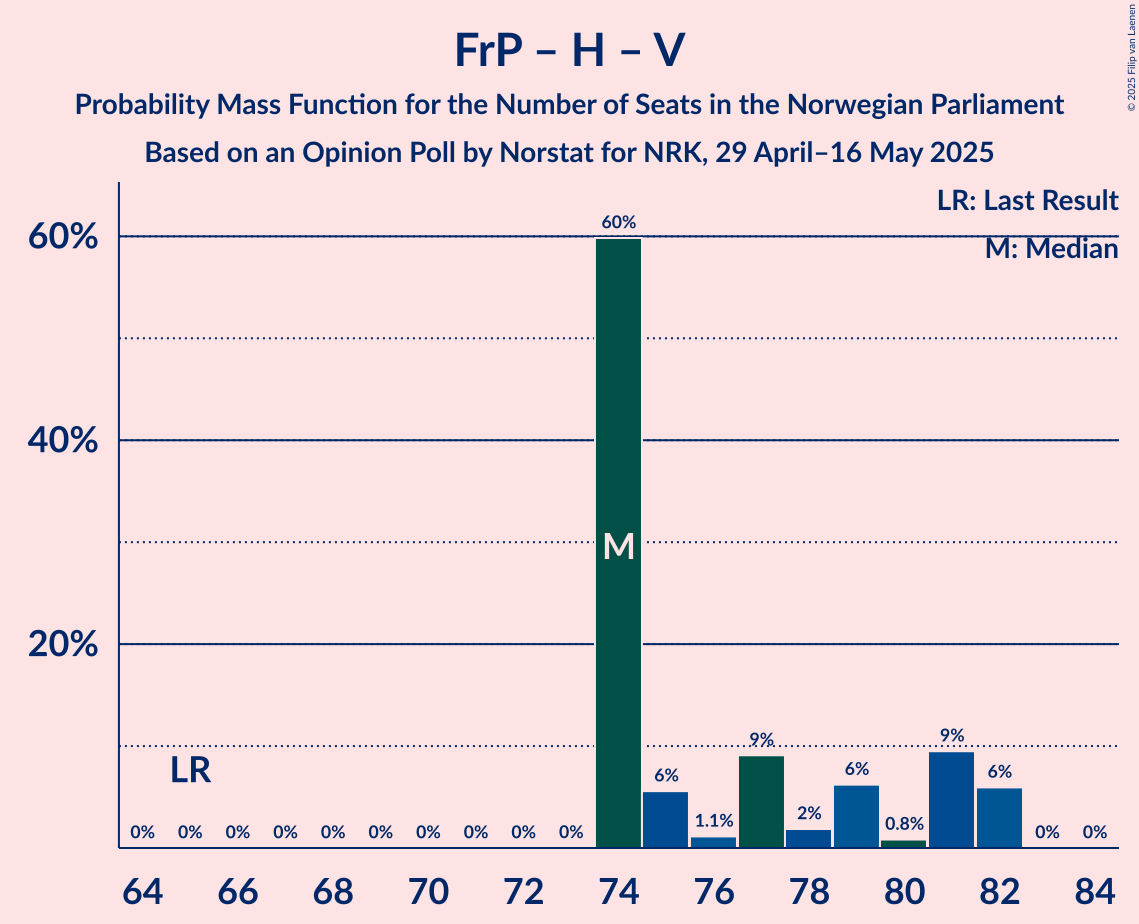 FrP – H – V
Probability Mass Function for the Number of Seats in the Norwegian Parliament
Based on an Opinion Poll by Norstat for NRK, 29 April–16 May 2025
© 2025 Filip van Laenen
LR: Last Result
M: Median
60%
40%
20%
60%
M
LR
0% 0% 0% 0% 0% 0% 0% 0% 0% 0% 6% 1.1% 9% 2% 6% 0.8% 9% 6% 0% 0%
64 66 68 70 72 74 76 78 80 82 84